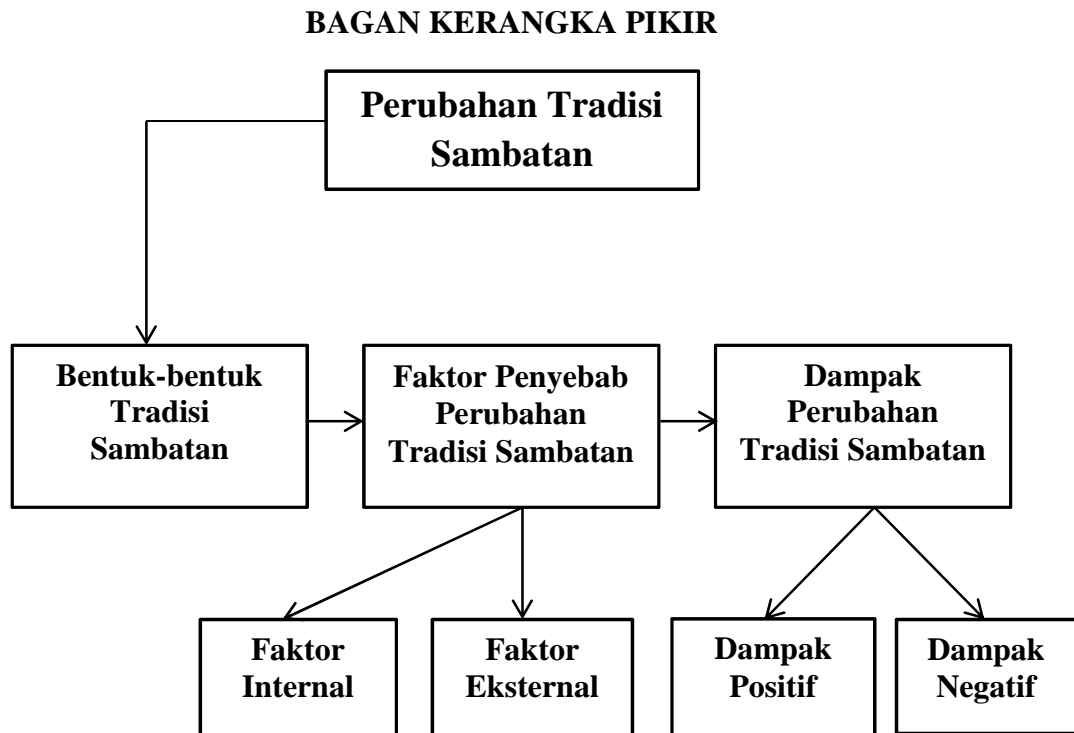 BAGAN KERANGKA PIKIR
Perubahan Tradisi
Sambatan
Bentuk-bentuk
Tradisi
Sambatan
Faktor Penyebab
Perubahan
Tradisi Sambatan
Dampak
Perubahan
Tradisi Sambatan
Faktor
Internal
Faktor
Eksternal
Dampak
Positif
Dampak
Negatif